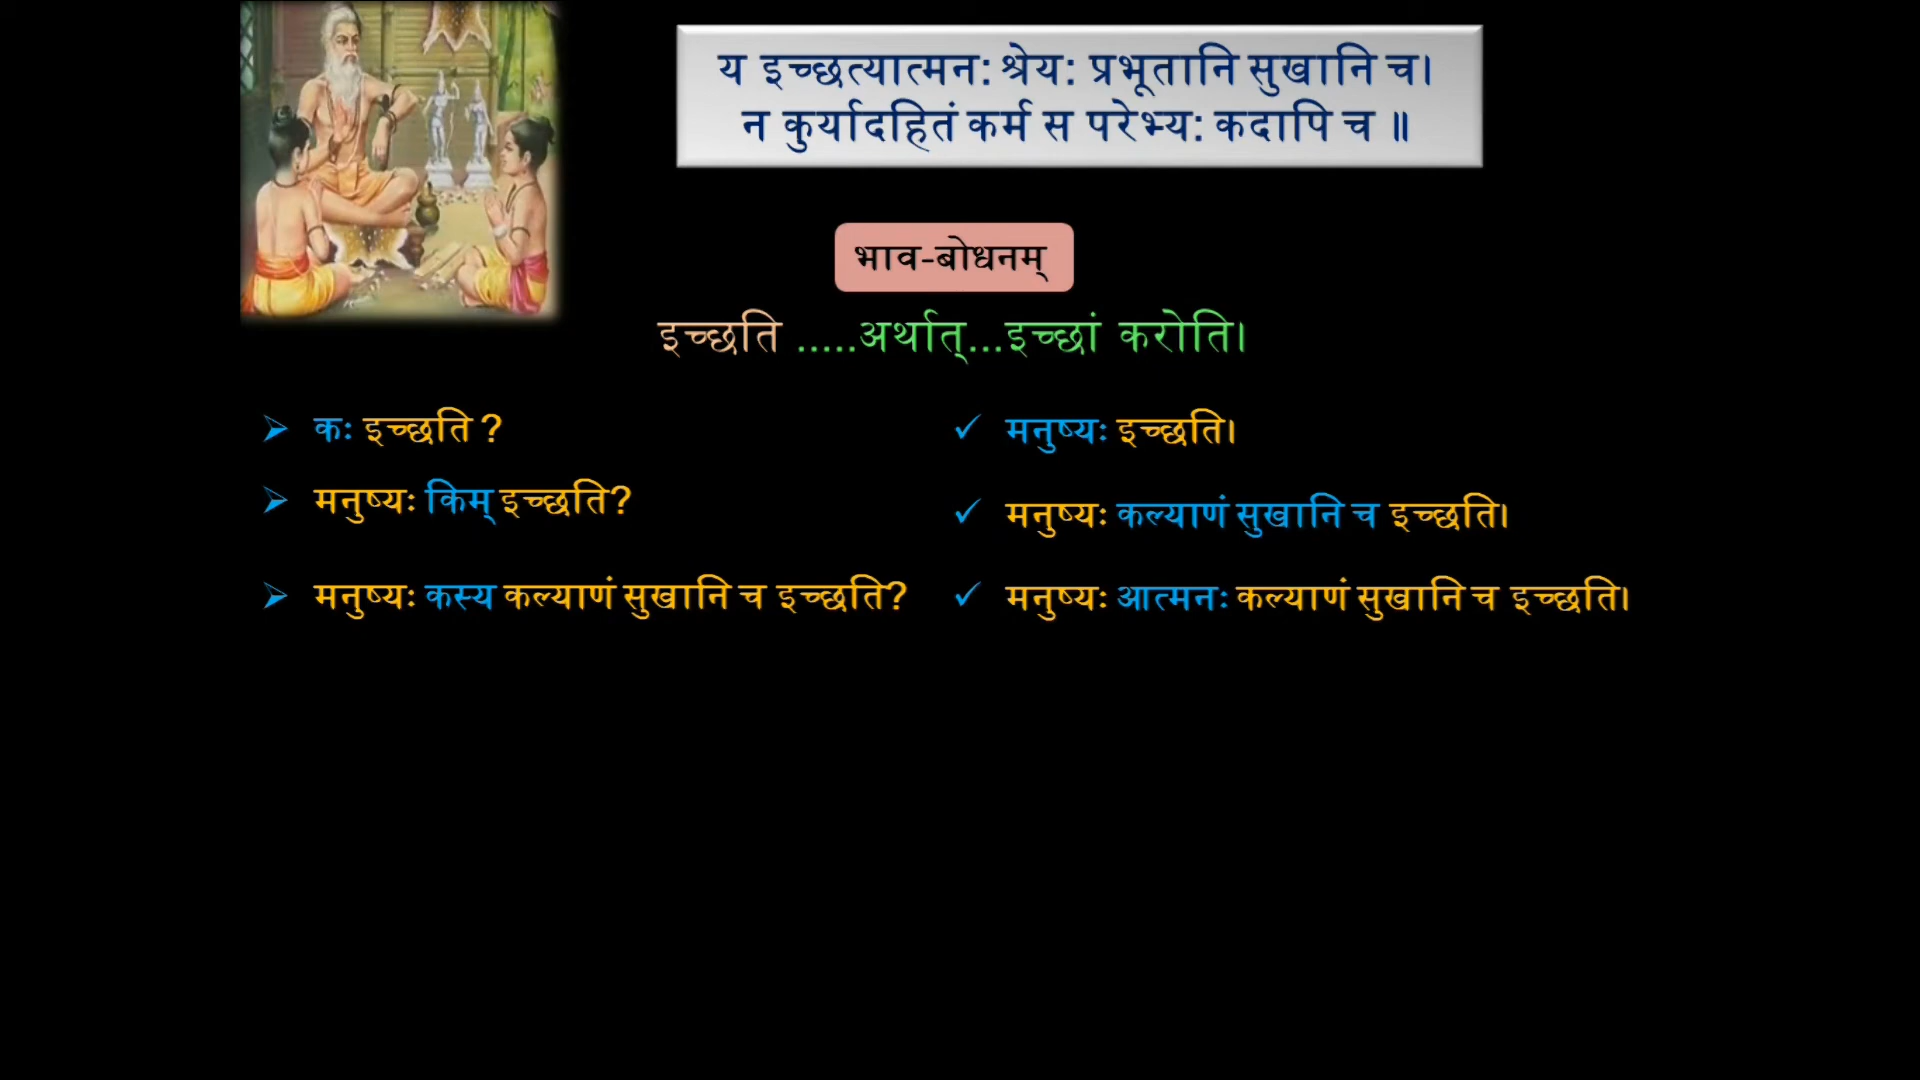 य इच्छत्यात्मन: श्रेय: प्रभूतानि सुखानि च।
न कुर्यादहितं कर्म स परेभ्य: कदापि च ॥
भाव-बोधनम्
इच्छति .....अर्थात्...इच्छां करोति।
कः इच्छति ?
मनुष्यः इच्छति।
मनुष्यः किम् इच्छति?
मनुष्यः कल्याणं सुखानि च इच्छति।
मनुष्यः कस्य कल्याणं सुखानि च इच्छति?
मनुष्यः आत्मनः कल्याणं सुखानि च इच्छति।